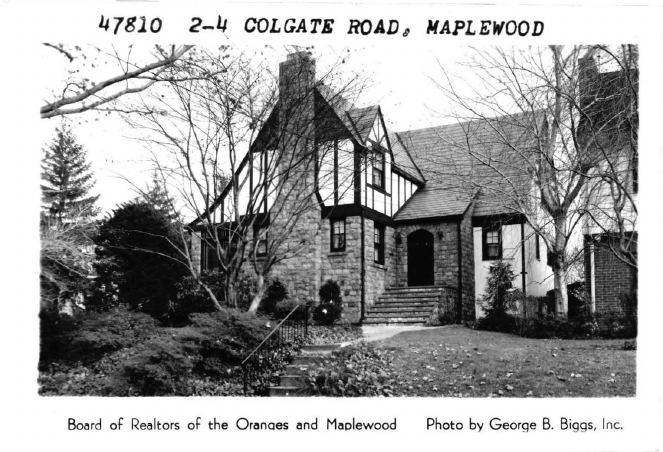 47810 2-4 COLGATE ROAD, MAPLEWOOD
Board of Realtors of the Oranges and Maplewood Photo by George B. Biggs, Inc.